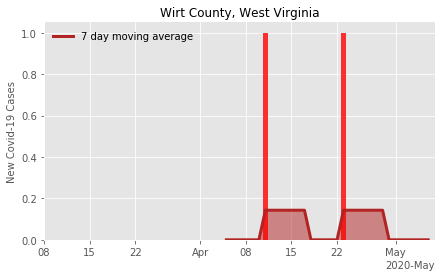 Wirt County, West Virginia
7 day moving average
New Covid-19 Cases
1.0
0.8
0.6
0.4
0.2
0.0
08 15 22 Apr 08 15 22 May
2020-May